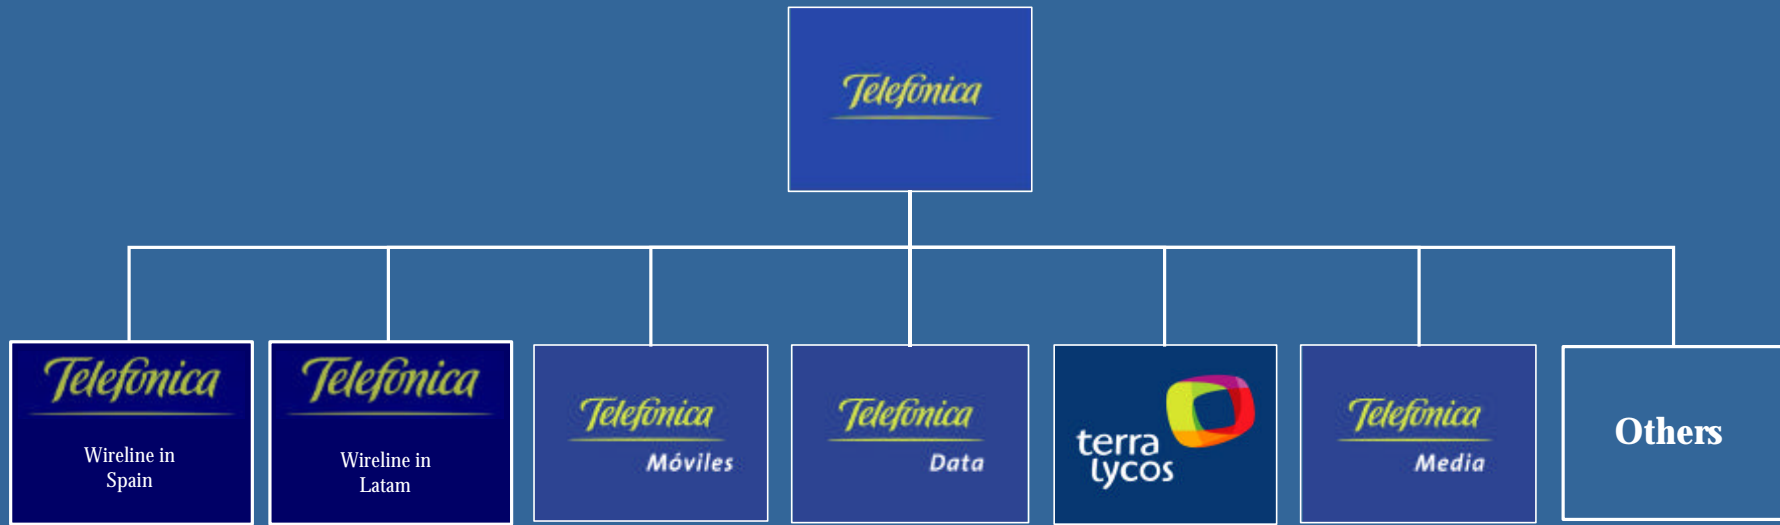 Telefónica
Telefónica
Wireline in
Spain
Telefónica
Wireline in
Latam
Telefónica
Móviles
Telefónica
Data
terra
lycos
Telefónica
Media
Others